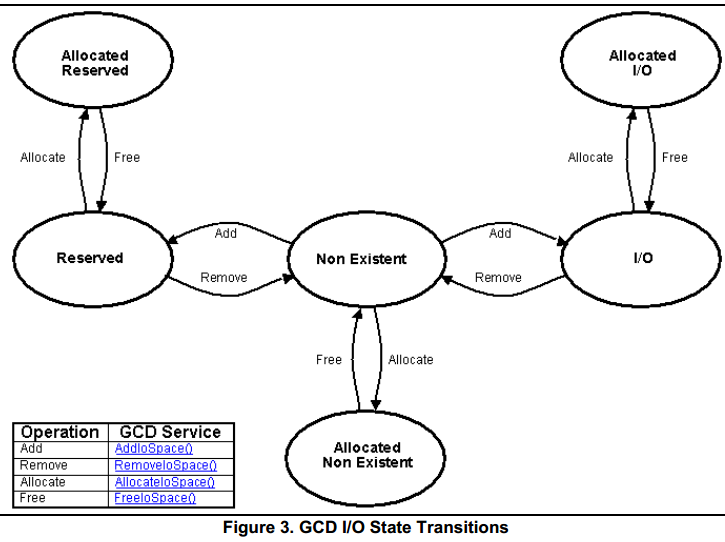 Allocated
Reserved
Allocated
I/O
Allocate
Free
Allocate
Free
Reserved
Add
Remove
Non Existent
Add
Remove
I/O
Free
Allocate
Allocated
Non Existent
Operation GCD Service
Add AddIoSpace()
Remove RemoveIoSpace()
Allocate AllocateIoSpace()
Free FreeIoSpace()
Figure 3. GCD I/O State Transitions